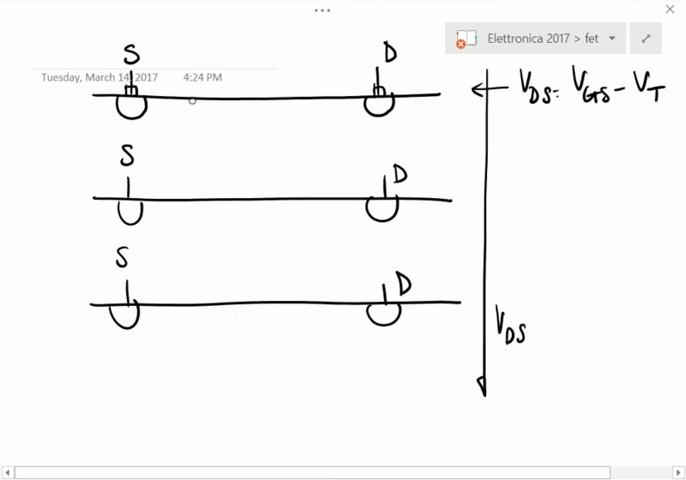 Elettronica 2017 > fet
S
D
Tuesday, March 14, 2017 4:24 PM
V_DS = V_GS - V_T
S
D
S
D
V_DS